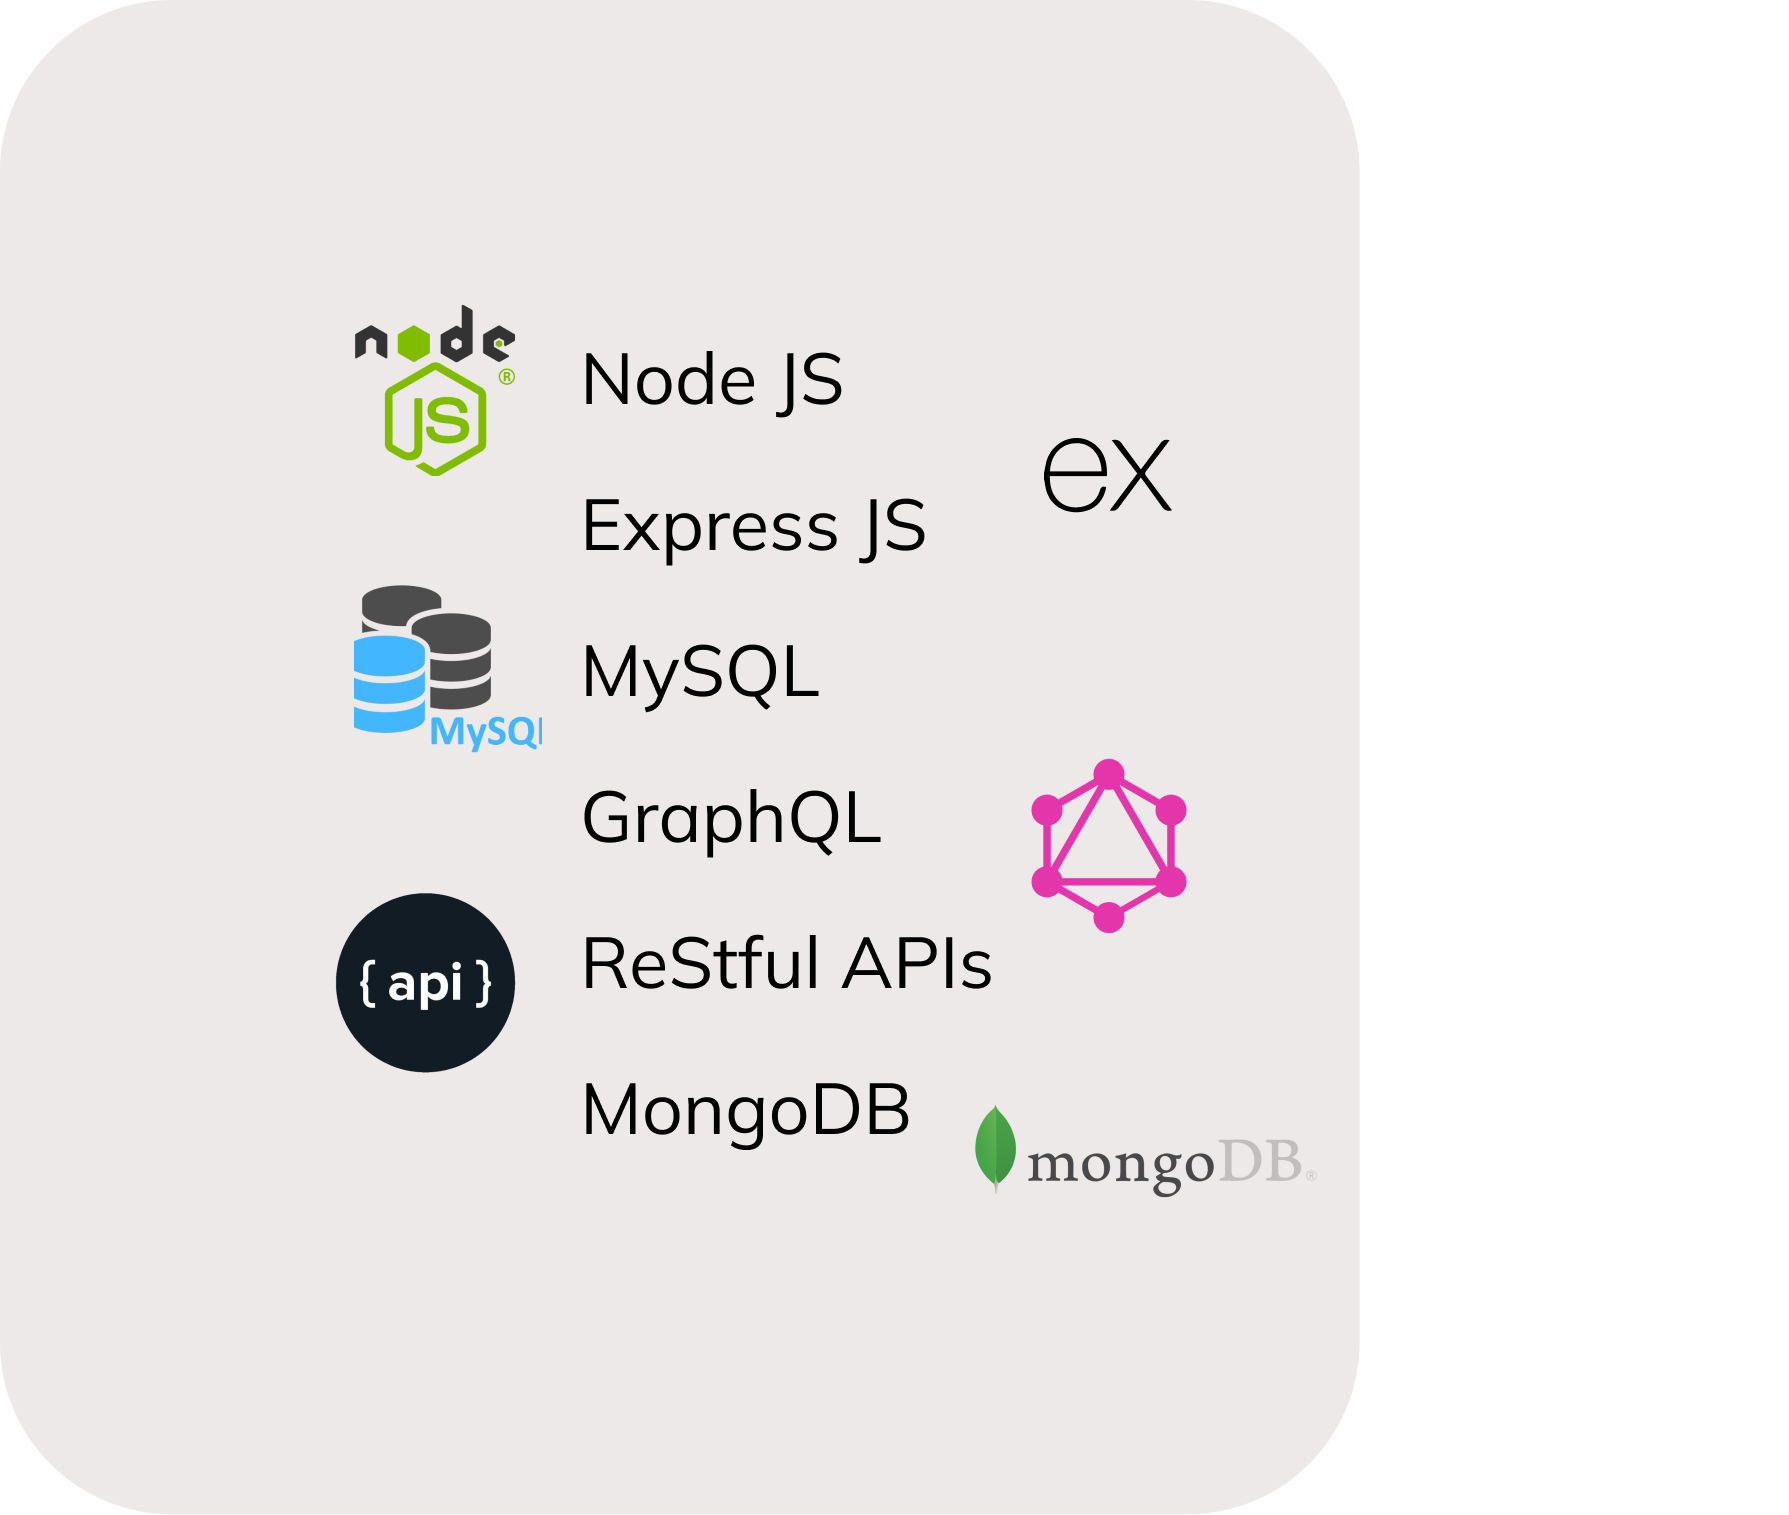 node
®
JS
Node JS
ex
Express JS
MySQL
MySQL
GraphQL
{ api }
ReStful APIs
MongoDB
mongoDB®